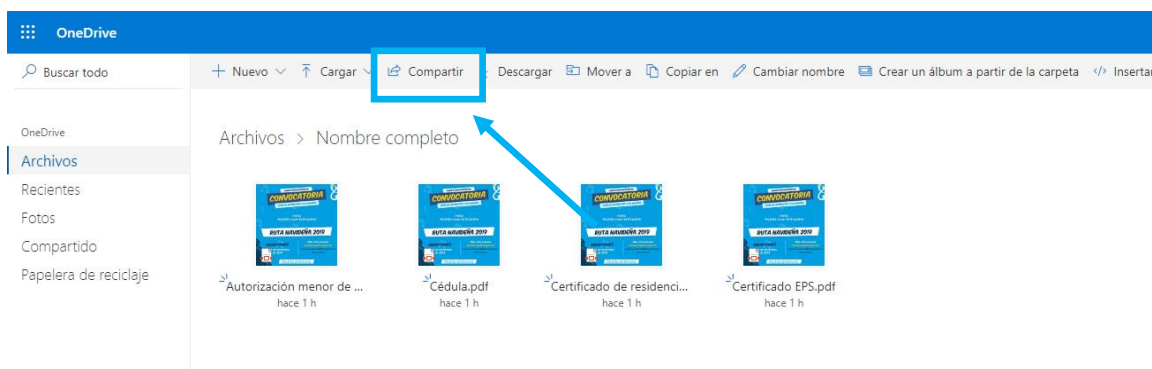 OneDrive
Buscar todo
Nuevo Cargar Compartir Descargar Mover a Copiar en Cambiar nombre Crear un álbum a partir de la carpeta Insertar
OneDrive
Archivos > Nombre completo
Archivos
Recientes
Fotos
Compartido
Papelera de reciclaje
CONVOCATORIA
RUTA NAVIDEÑA 2019
CONVOCATORIA
RUTA NAVIDEÑA 2019
CONVOCATORIA
RUTA NAVIDEÑA 2019
CONVOCATORIA
RUTA NAVIDEÑA 2019
Autorización menor de ...
hace 1 h
Cédula.pdf
hace 1 h
Certificado de residenci...
hace 1 h
Certificado EPS.pdf
hace 1 h